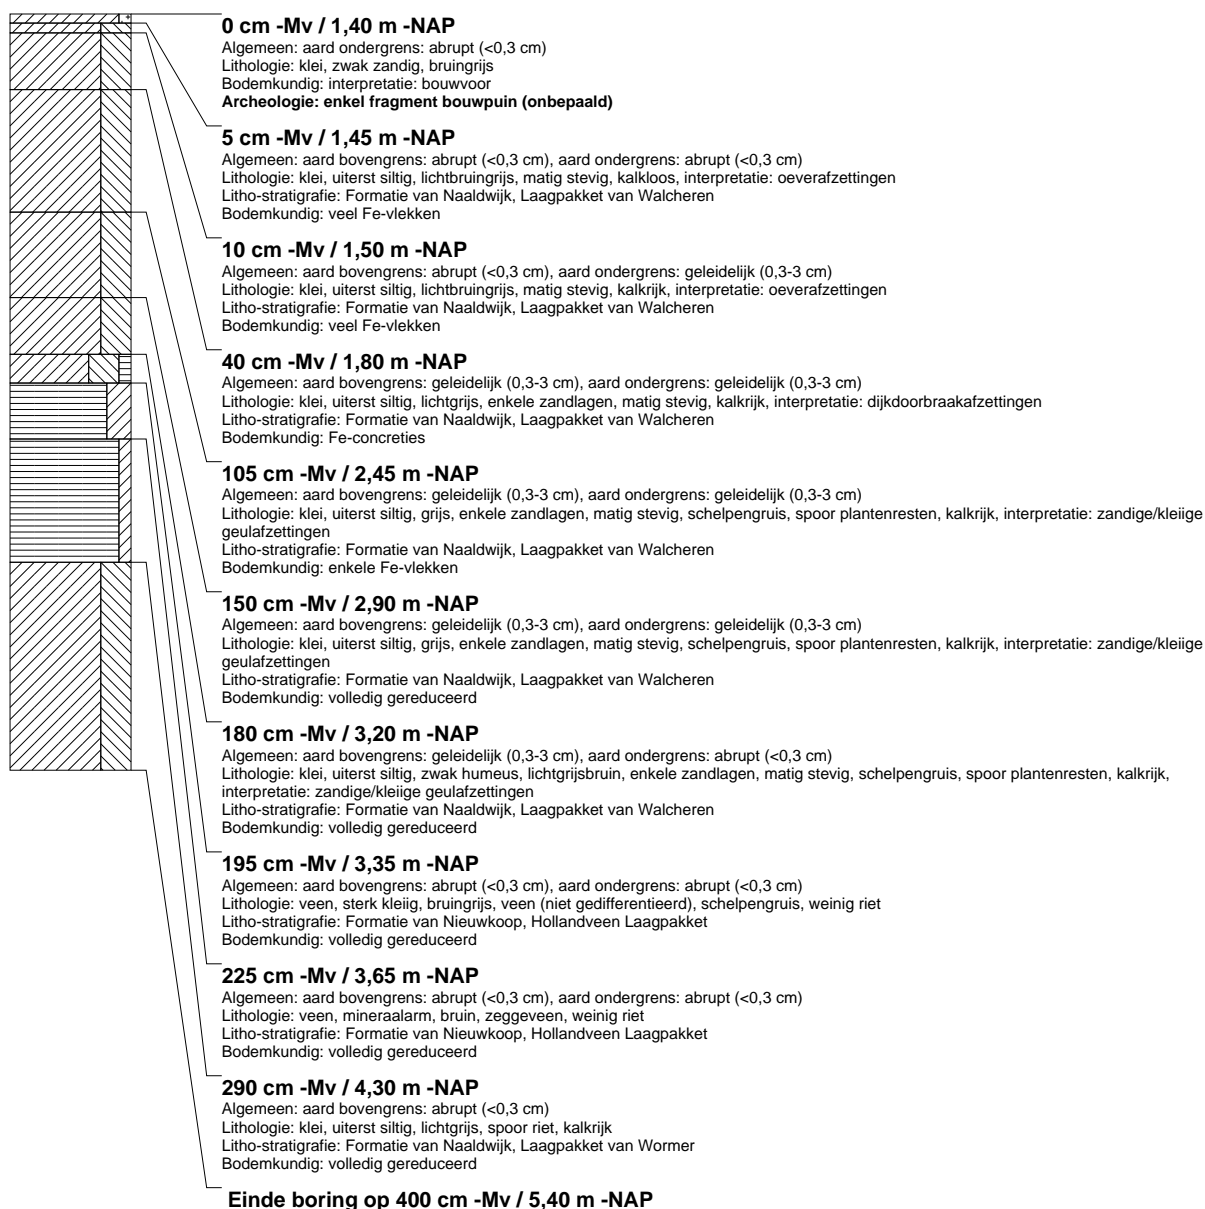 0 cm -Mv / 1,40 m -NAP
Algemeen: aard ondergrens: abrupt (<0,3 cm)
Lithologie: klei, zwak zandig, bruingrijs
Bodemkundig: interpretatie: bouwvoor
Archeologie: enkel fragment bouwpuin (onbepaald)
5 cm -Mv / 1,45 m -NAP
Algemeen: aard bovengrens: abrupt (<0,3 cm), aard ondergrens: abrupt (<0,3 cm)
Lithologie: klei, uiterst siltig, lichtbruingrijs, matig stevig, kalkloos, interpretatie: oeverafzettingen
Litho-stratigrafie: Formatie van Naaldwijk, Laagpakket van Walcheren
Bodemkundig: veel Fe-vlekken
10 cm -Mv / 1,50 m -NAP
Algemeen: aard bovengrens: abrupt (<0,3 cm), aard ondergrens: geleidelijk (0,3-3 cm)
Lithologie: klei, uiterst siltig, lichtbruingrijs, matig stevig, kalkrijk, interpretatie: oeverafzettingen
Litho-stratigrafie: Formatie van Naaldwijk, Laagpakket van Walcheren
Bodemkundig: veel Fe-vlekken
40 cm -Mv / 1,80 m -NAP
Algemeen: aard bovengrens: geleidelijk (0,3-3 cm), aard ondergrens: geleidelijk (0,3-3 cm)
Lithologie: klei, uiterst siltig, lichtgrijs, enkele zandlagen, matig stevig, kalkrijk, interpretatie: dijkdoorbraakafzettingen
Litho-stratigrafie: Formatie van Naaldwijk, Laagpakket van Walcheren
Bodemkundig: Fe-concreties
105 cm -Mv / 2,45 m -NAP
Algemeen: aard bovengrens: geleidelijk (0,3-3 cm), aard ondergrens: geleidelijk (0,3-3 cm)
Lithologie: klei, uiterst siltig, grijs, enkele zandlagen, matig stevig, schelpengruis, spoor plantenresten, kalkrijk, interpretatie: zandige/kleiige
geulafzettingen
Litho-stratigrafie: Formatie van Naaldwijk, Laagpakket van Walcheren
Bodemkundig: enkele Fe-vlekken
150 cm -Mv / 2,90 m -NAP
Algemeen: aard bovengrens: geleidelijk (0,3-3 cm), aard ondergrens: geleidelijk (0,3-3 cm)
Lithologie: klei, uiterst siltig, grijs, enkele zandlagen, matig stevig, schelpengruis, spoor plantenresten, kalkrijk, interpretatie: zandige/kleiige
geulafzettingen
Litho-stratigrafie: Formatie van Naaldwijk, Laagpakket van Walcheren
Bodemkundig: volledig gereduceerd
180 cm -Mv / 3,20 m -NAP
Algemeen: aard bovengrens: geleidelijk (0,3-3 cm), aard ondergrens: abrupt (<0,3 cm)
Lithologie: klei, uiterst siltig, zwak humeus, lichtgrijsbruin, enkele zandlagen, matig stevig, schelpengruis, spoor plantenresten, kalkrijk,
interpretatie: zandige/kleiige geulafzettingen
Litho-stratigrafie: Formatie van Naaldwijk, Laagpakket van Walcheren
Bodemkundig: volledig gereduceerd
195 cm -Mv / 3,35 m -NAP
Algemeen: aard bovengrens: abrupt (<0,3 cm), aard ondergrens: abrupt (<0,3 cm)
Lithologie: veen, sterk kleiig, bruingrijs, veen (niet gedifferentieerd), schelpengruis, weinig riet
Litho-stratigrafie: Formatie van Nieuwkoop, Hollandveen Laagpakket
Bodemkundig: volledig gereduceerd
225 cm -Mv / 3,65 m -NAP
Algemeen: aard bovengrens: abrupt (<0,3 cm), aard ondergrens: abrupt (<0,3 cm)
Lithologie: veen, mineraalarm, bruin, zeggeveen, weinig riet
Litho-stratigrafie: Formatie van Nieuwkoop, Hollandveen Laagpakket
Bodemkundig: volledig gereduceerd
290 cm -Mv / 4,30 m -NAP
Algemeen: aard bovengrens: abrupt (<0,3 cm)
Lithologie: klei, uiterst siltig, lichtgrijs, spoor riet, kalkrijk
Litho-stratigrafie: Formatie van Naaldwijk, Laagpakket van Wormer
Bodemkundig: volledig gereduceerd
Einde boring op 400 cm -Mv / 5,40 m -NAP